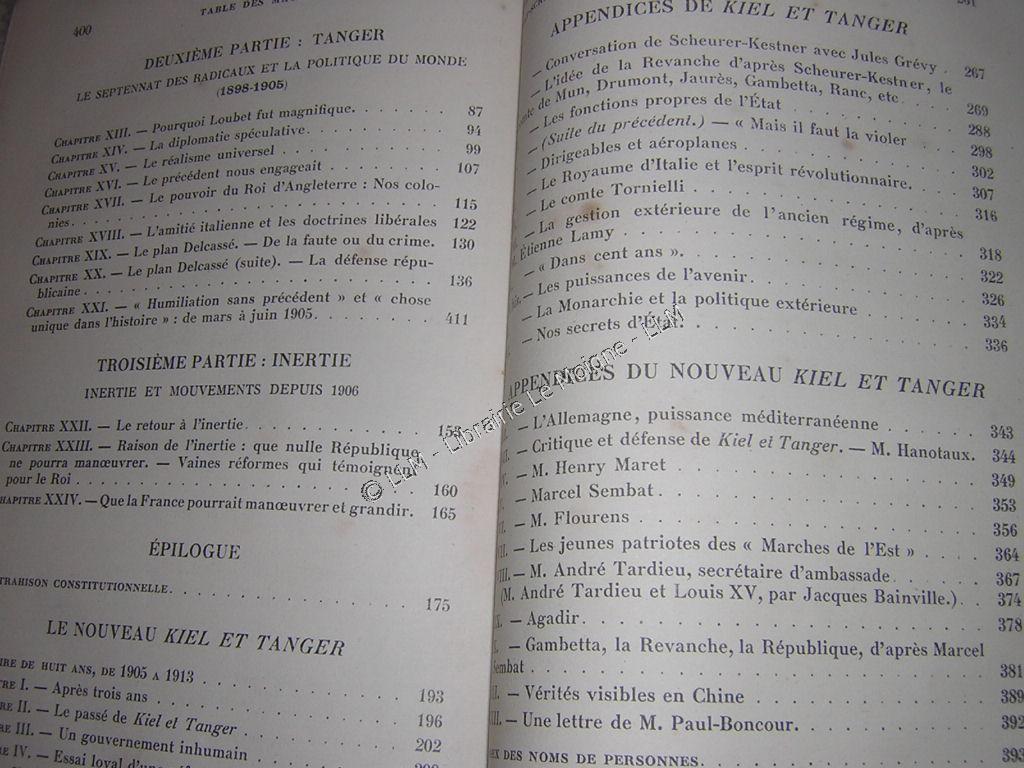 400
TABLE DES
DEUXIÈME PARTIE : TANGER
LE SEPTENNAT DES RADICAUX ET LA POLITIQUE DU MONDE
(1898-1905)
CHAPITRE XIII. — Pourquoi Loubet fut magnifique. 87
CHAPITRE XIV. — La diplomatie spéculative. 94
CHAPITRE XV. — Le réalisme universel 99
CHAPITRE XVI. — Le précédent nous engageait 107
CHAPITRE XVII. — Le pouvoir du Roi d'Angleterre : Nos colo-
nies. 115
CHAPITRE XVIII. — L'amitié italienne et les doctrines libérales 122
CHAPITRE XIX. — Le plan Delcassé. — De la faute ou du crime. 130
CHAPITRE XX. — Le plan Delcassé (suite). — La défense répu-
blicaine 136
CHAPITRE XXI. — « Humiliation sans précédent » et « chose
unique dans l'histoire » : de mars à juin 1905. 411
TROISIÈME PARTIE : INERTIE
INERTIE ET MOUVEMENTS DEPUIS 1906
CHAPITRE XXII. — Le retour à l'inertie. 153
CHAPITRE XXIII. — Raison de l'inertie : que nulle République
ne pourra manœuvrer. — Vaines réformes qui témoignent
pour le Roi 160
CHAPITRE XXIV. — Que la France pourrait manœuvrer et grandir. 165
ÉPILOGUE
TRAHISON CONSTITUTIONNELLE. 175
LE NOUVEAU KIEL ET TANGER
IRE DE HUIT ANS, DE 1905 A 1913
TRE I. — Après trois ans 193
RE II. — Le passé de Kiel et Tanger 196
RE III. — Un gouvernement inhumain 202
RE IV. — Essai loyal
APPENDICES DE KIEL ET TANGER
— Conversation de Scheurer-Kestner avec Jules Grévy. 267
— L'idée de la Revanche d'après Scheurer-Kestner, le
de Mun, Drumont, Jaurès, Gambetta, Ranc, etc. 269
— Les fonctions propres de l'État 288
— (Suite du précédent.) — « Mais il faut la violer 298
— Dirigeables et aéroplanes 302
— Le Royaume d'Italie et l'esprit révolutionnaire. 307
— Le comte Tornielli 316
— La gestion extérieure de l'ancien régime, d'après
Étienne Lamy 318
— « Dans cent ans ». 322
— Les puissances de l'avenir. 326
— La Monarchie et la politique extérieure 334
— Nos secrets d'État. 336
APPENDICES DU NOUVEAU KIEL ET TANGER
— L'Allemagne, puissance méditerranéenne 343
— Critique et défense de Kiel et Tanger. — M. Hanotaux. 344
— M. Henry Maret 349
— Marcel Sembat. 353
— M. Flourens 356
— Les jeunes patriotes des « Marches de l'Est » 364
— M. André Tardieu, secrétaire d'ambassade 367
(M. André Tardieu et Louis XV, par Jacques Bainville.) 374
— Agadir. 378
— Gambetta, la Revanche, la République, d'après Marcel
Sembat 381
— Vérités visibles en Chine 389
— Une lettre de M. Paul-Boncour. 392
EX DES NOMS DE PERSONNES. 393
© LLM - Librairie Le Moigne - LLM